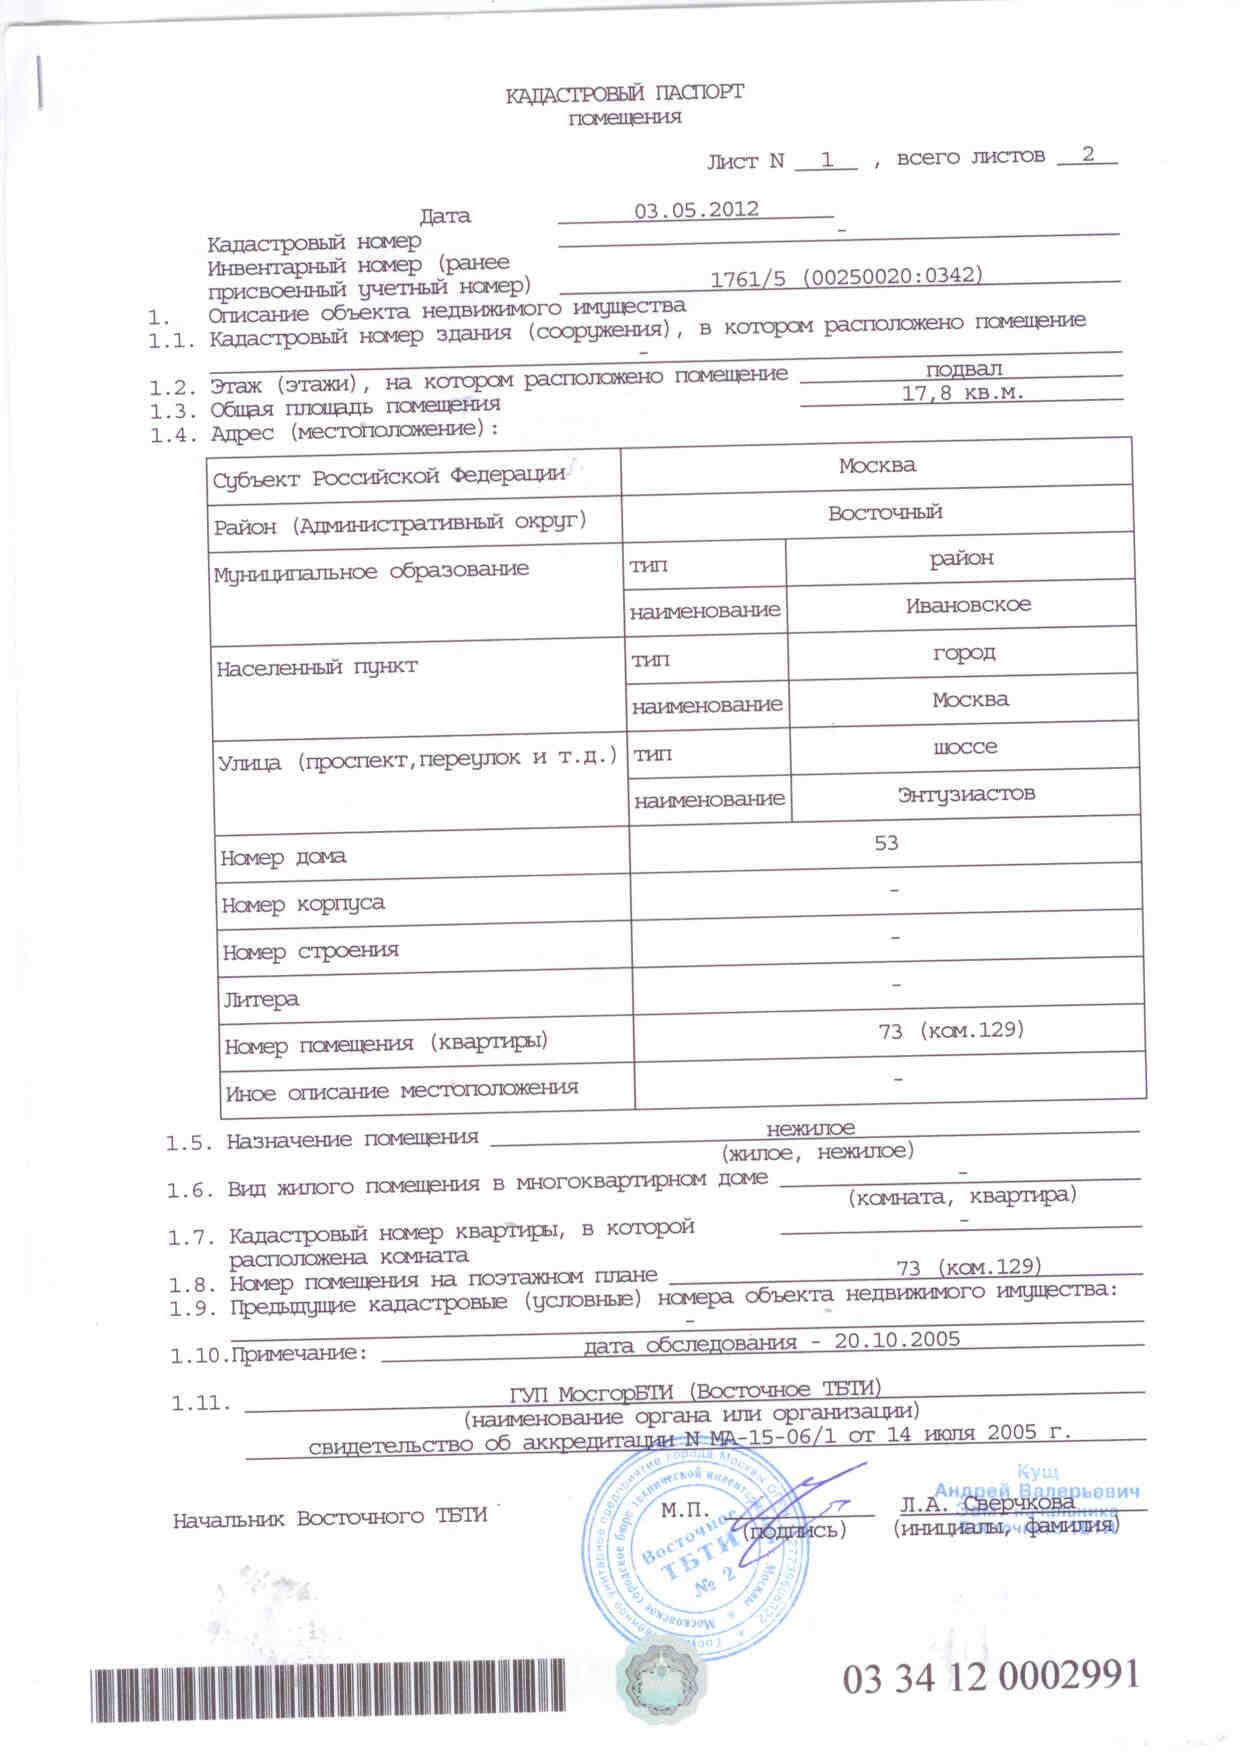 КАДАСТРОВЫЙ ПАСПОРТ
помещения
Лист N 1 , всего листов 2
Дата 03.05.2012
Кадастровый номер -
Инвентарный номер (ранее
присвоенный учетный номер) 1761/5 (00250020:0342)
1. Описание объекта недвижимого имущества
1.1. Кадастровый номер здания (сооружения), в котором расположено помещение
-
1.2. Этаж (этажи), на котором расположено помещение подвал
1.3. Общая площадь помещения 17,8 кв.м.
1.4. Адрес (местоположение):
Субъект Российской Федерации Москва
Район (Административный округ) Восточный
Муниципальное образование тип район
наименование Ивановское
Населенный пункт тип город
наименование Москва
Улица (проспект,переулок и т.д.) тип шоссе
наименование Энтузиастов
Номер дома 53
Номер корпуса -
Номер строения -
Литера -
Номер помещения (квартиры) 73 (ком.129)
Иное описание местоположения -
1.5. Назначение помещения нежилое
(жилое, нежилое)
1.6. Вид жилого помещения в многоквартирном доме -
(комната, квартира)
1.7. Кадастровый номер квартиры, в которой -
расположена комната
1.8. Номер помещения на поэтажном плане 73 (ком.129)
1.9. Предыдущие кадастровые (условные) номера объекта недвижимого имущества:
-
1.10.Примечание: дата обследования - 20.10.2005
1.11. ГУП МосгорБТИ (Восточное ТБТИ)
(наименование органа или организации)
свидетельство об аккредитации N МА-15-06/1 от 14 июля 2005 г.
Кущ
Андрей Валерьевич
Начальник Восточного ТБТИ М.П. Л.А. Сверчкова
(подпись) (инициалы, фамилия)
Восточное
ТБТИ
№ 2
03 34 12 0002991